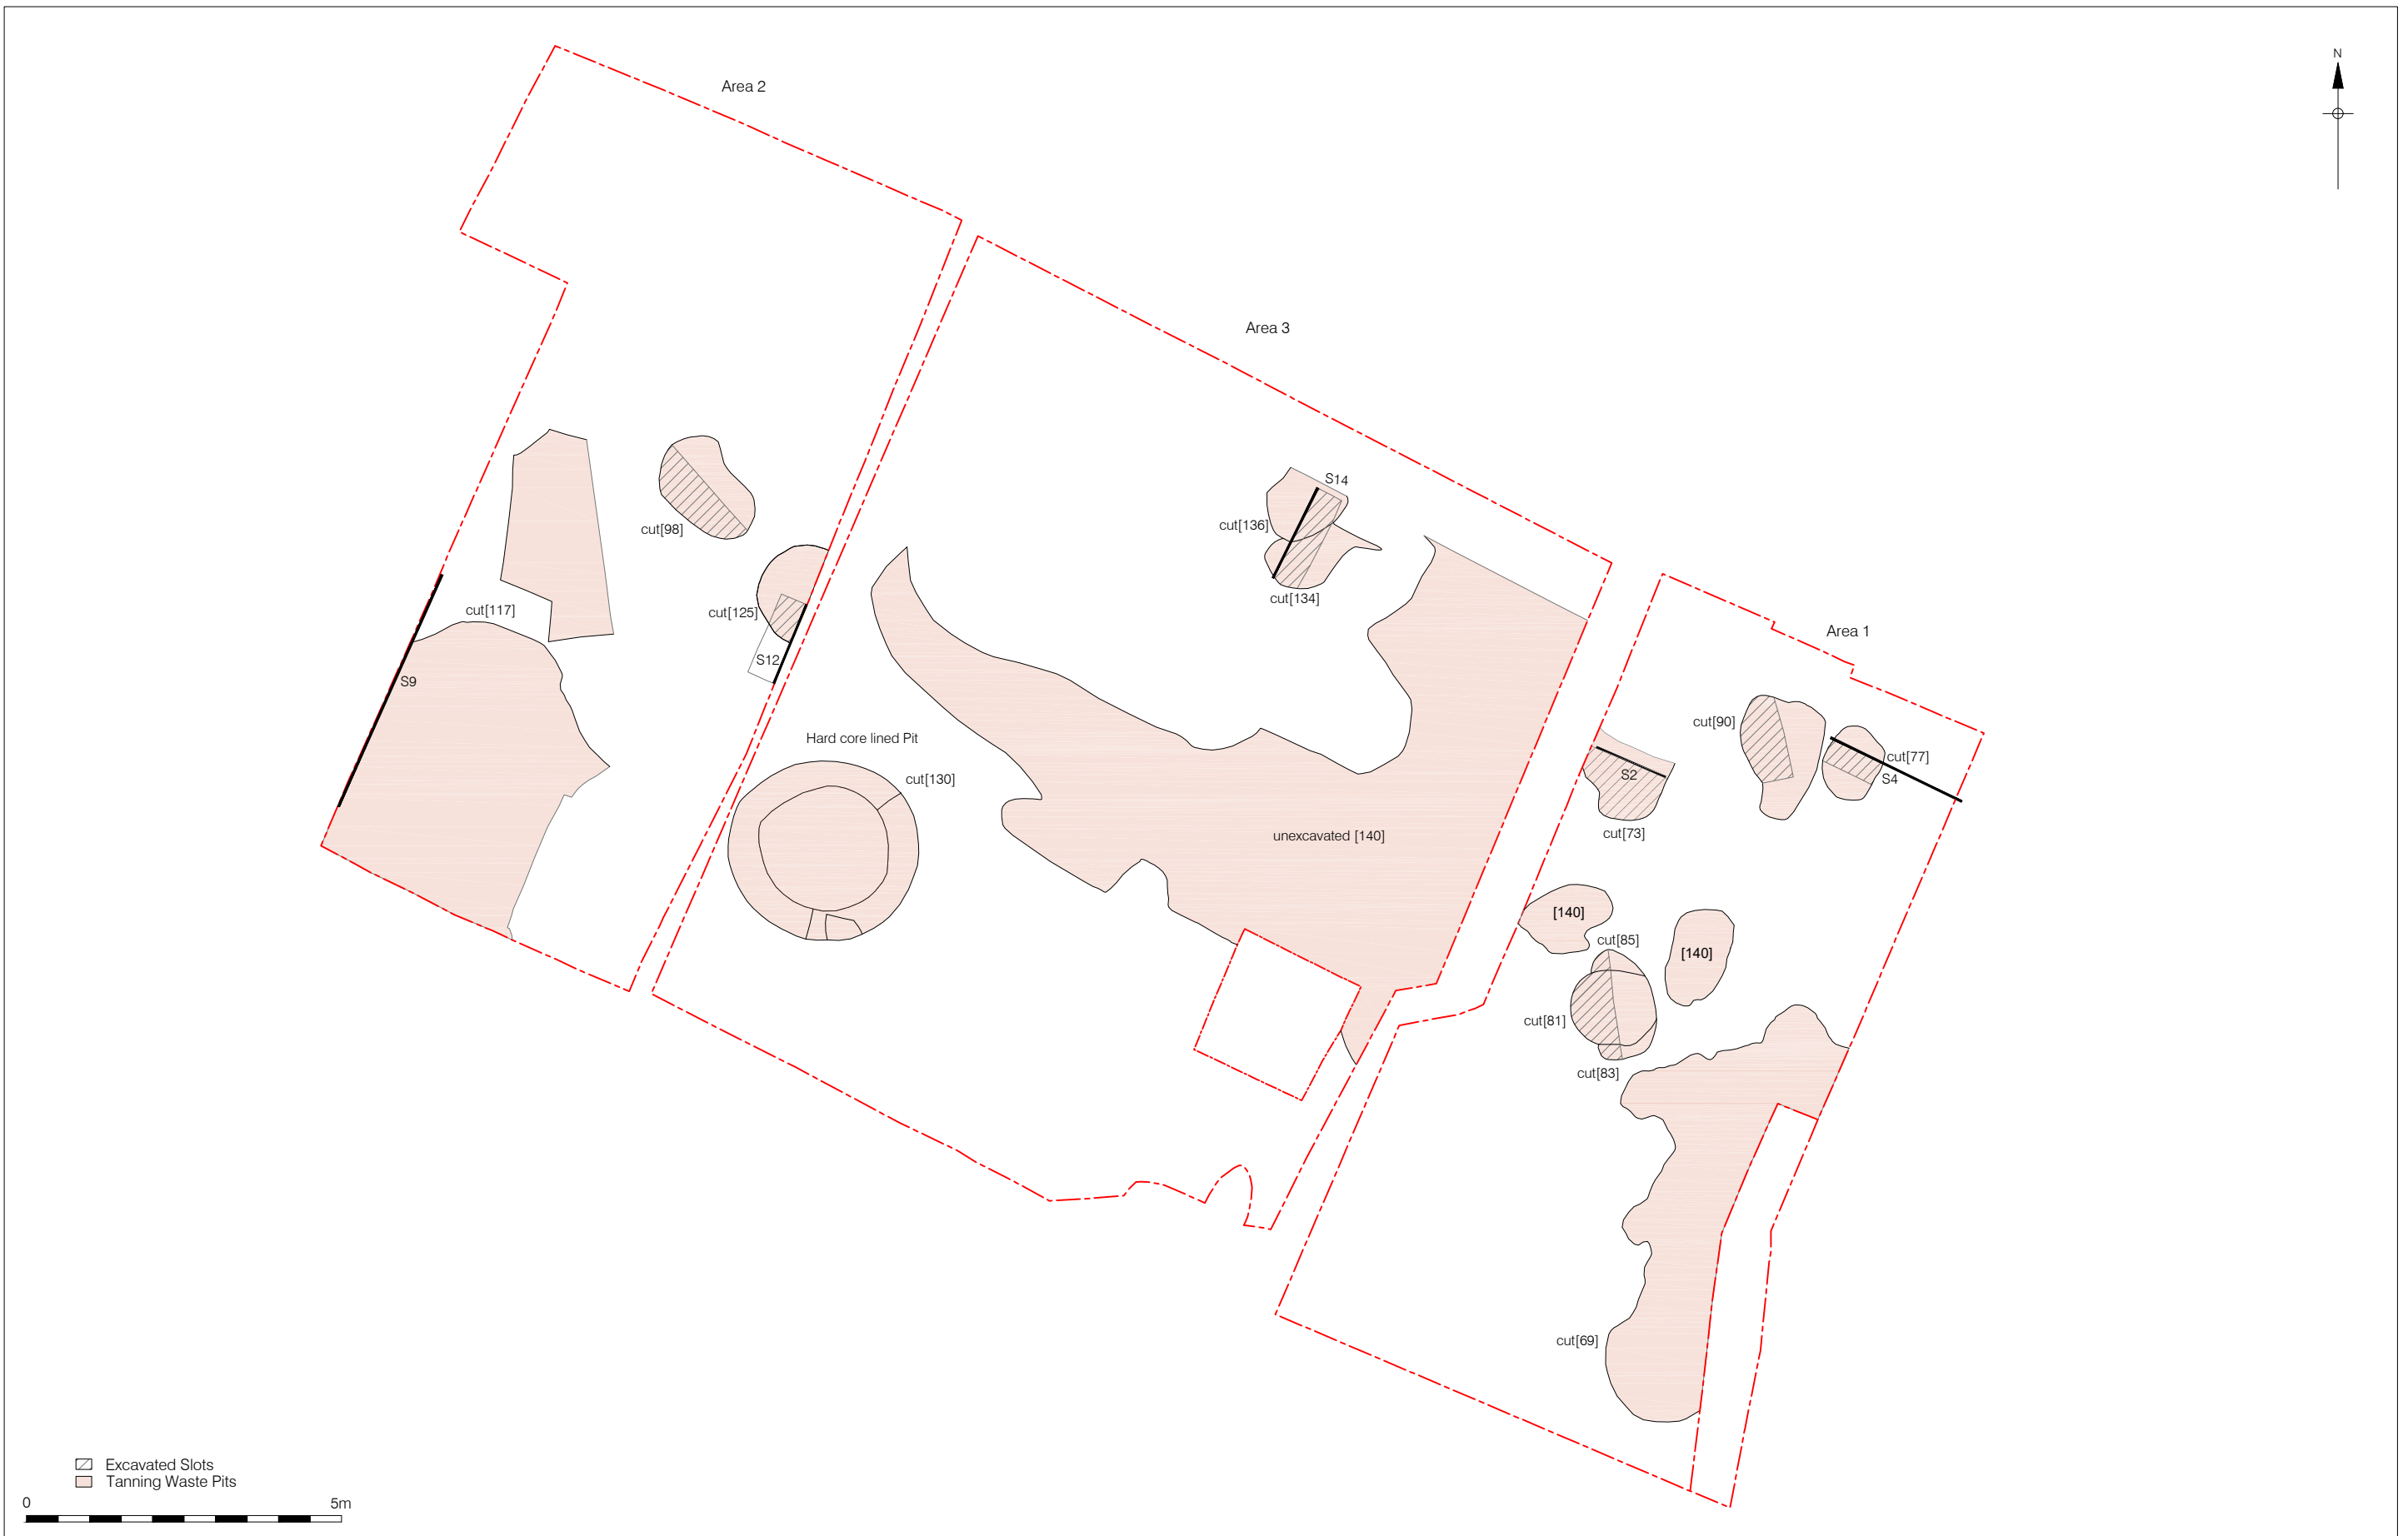 N
Area 2
Area 3
S14
cut[98]
cut[136]
cut[134]
cut[117]
cut[125]
Area 1
S12
S9
cut[90]
Hard core lined Pit
cut[77]
cut[130]
S2
S4
cut[73]
unexcavated [140]
[140]
cut[85]
[140]
cut[81]
cut[83]
cut[69]
Excavated Slots
Tanning Waste Pits
0 5m